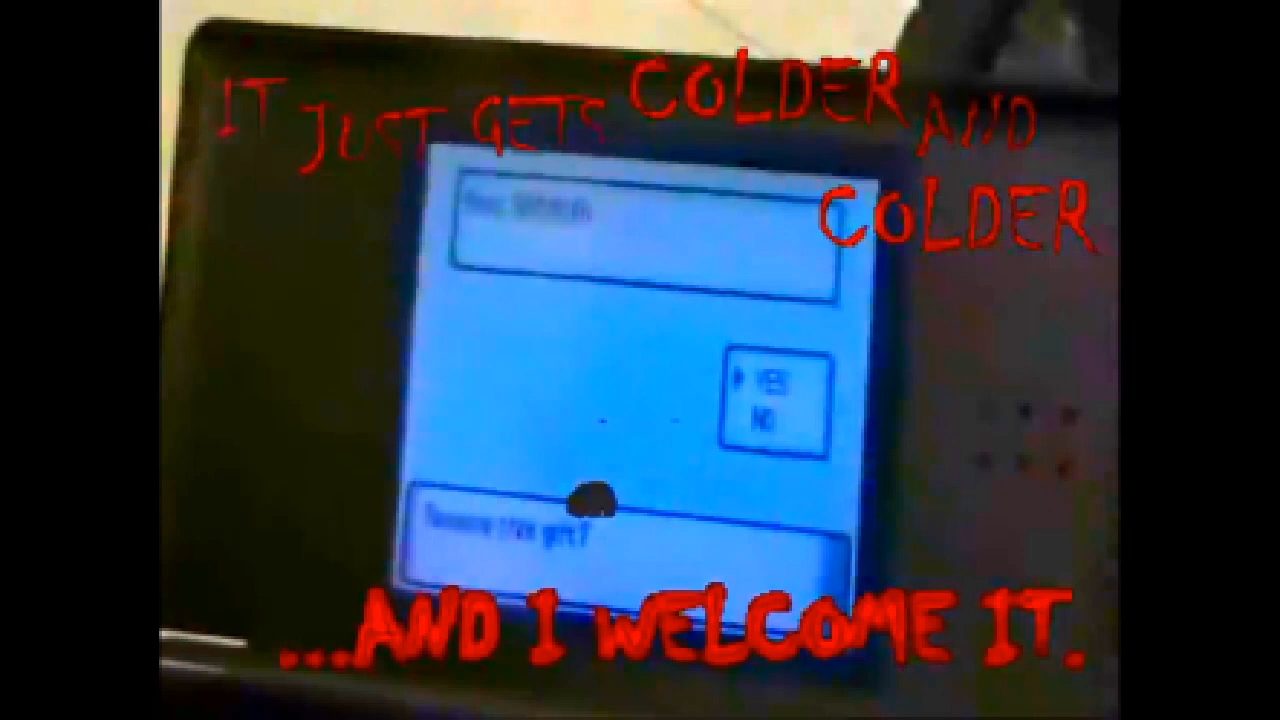 IT JUST GETS COLDER AND
COLDER
YES
NO
...AND I WELCOME IT.